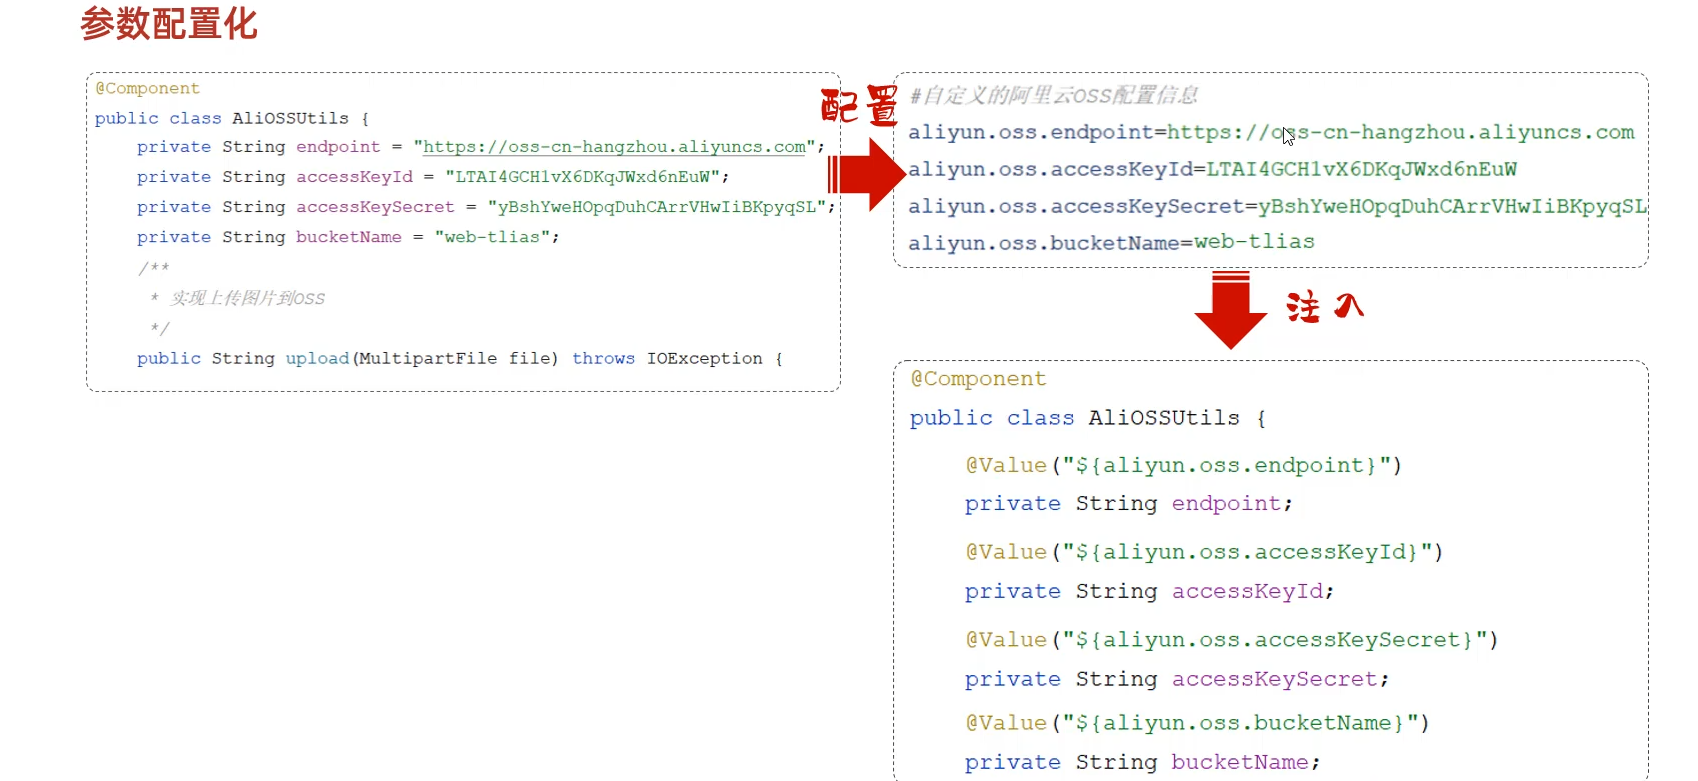 参数配置化
@Component
public class AliOSSUtils {
private String endpoint = "https://oss-cn-hangzhou.aliyuncs.com";
private String accessKeyId = "LTAI4GCH1vX6DKqJWxd6nEuW";
private String accessKeySecret = "yBshYweHOpqDuhCArrVHwIiBKpyqSL";
private String bucketName = "web-tlias";
/**
* 实现上传图片到OSS
*/
public String upload(MultipartFile file) throws IOException {
配置
#自定义的阿里云OSS配置信息
aliyun.oss.endpoint=https://oss-cn-hangzhou.aliyuncs.com
aliyun.oss.accessKeyId=LTAI4GCH1vX6DKqJWxd6nEuW
aliyun.oss.accessKeySecret=yBshYweHOpqDuhCArrVHwIiBKpyqSL
aliyun.oss.bucketName=web-tlias
注入
@Component
public class AliOSSUtils {
@Value("${aliyun.oss.endpoint}")
private String endpoint;
@Value("${aliyun.oss.accessKeyId}")
private String accessKeyId;
@Value("${aliyun.oss.accessKeySecret}")
private String accessKeySecret;
@Value("${aliyun.oss.bucketName}")
private String bucketName;